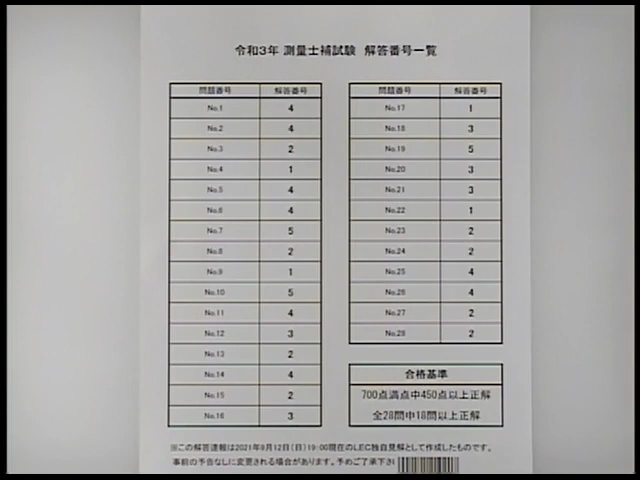 令和3年 測量士補試験 解答番号一覧
問題番号 解答番号
No.1 4
No.2 4
No.3 2
No.4 1
No.5 4
No.6 4
No.7 5
No.8 2
No.9 1
No.10 5
No.11 4
No.12 3
No.13 2
No.14 4
No.15 2
No.16 3
問題番号 解答番号
No.17 1
No.18 3
No.19 5
No.20 3
No.21 3
No.22 1
No.23 2
No.24 2
No.25 4
No.26 4
No.27 2
No.28 2
合格基準
700点満点中450点以上正解
全28問中18問以上正解
※この解答速報は2021年9月12日(日)19:00現在のLEC独自見解として作成したものです。
事前の予告なしに変更される場合があります。予めご了承下さ